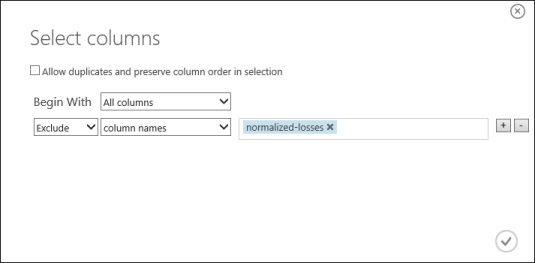 Select columns
Allow duplicates and preserve column order in selection
Begin With All columns
Exclude column names normalized-losses × + -